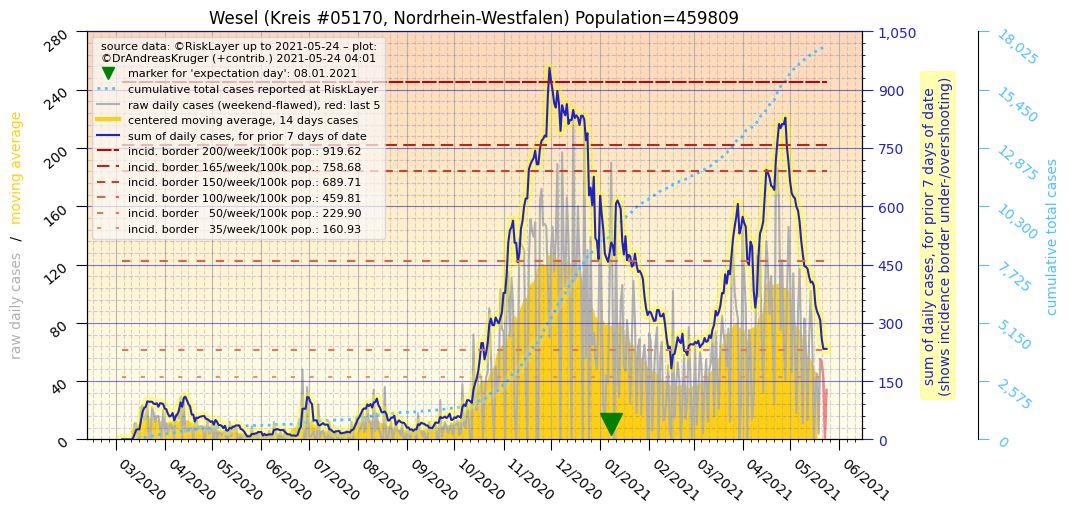 Wesel (Kreis #05170, Nordrhein-Westfalen) Population=459809
source data: ©RiskLayer up to 2021-05-24 – plot:
©DrAndreasKruger (+contrib.) 2021-05-24 04:01
marker for 'expectation day': 08.01.2021
cumulative total cases reported at RiskLayer
raw daily cases (weekend-flawed), red: last 5
centered moving average, 14 days cases
sum of daily cases, for prior 7 days of date
incid. border 200/week/100k pop.: 919.62
incid. border 165/week/100k pop.: 758.68
incid. border 150/week/100k pop.: 689.71
incid. border 100/week/100k pop.: 459.81
incid. border   50/week/100k pop.: 229.90
incid. border   35/week/100k pop.: 160.93
raw daily cases / moving average
280
240
200
160
120
80
40
0
03/2020
04/2020
05/2020
06/2020
07/2020
08/2020
09/2020
10/2020
11/2020
12/2020
01/2021
02/2021
03/2021
04/2021
05/2021
06/2021
1,050
900
750
600
450
300
150
0
sum of daily cases, for prior 7 days of date
(shows incidence border under-/overshooting)
18,025
15,450
12,875
10,300
7,725
5,150
2,575
0
cumulative total cases